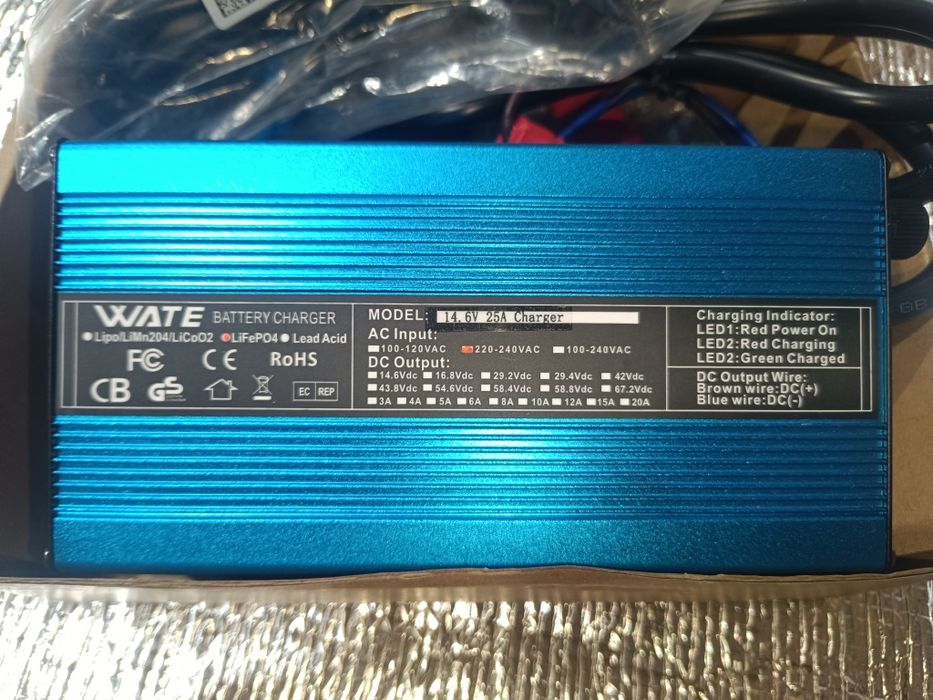 WATE BATTERY CHARGER
Lipo/LiMn204/LiCoO2 LiFePO4 Lead Acid
FC CE RoHS
CB GS EC REP
MODEL: 14.6V 25A Charger
AC Input:
100-120VAC 220-240VAC 100-240VAC
DC Output:
14.6Vdc 16.8Vdc 29.2Vdc 29.4Vdc 42Vdc
43.8Vdc 54.6Vdc 58.4Vdc 58.8Vdc 67.2Vdc
3A 4A 5A 6A 8A 10A 12A 15A 20A
Charging Indicator:
LED1:Red Power On
LED2:Red Charging
LED2:Green Charged
DC Output Wire:
Brown wire:DC(+)
Blue wire:DC(-)
GB